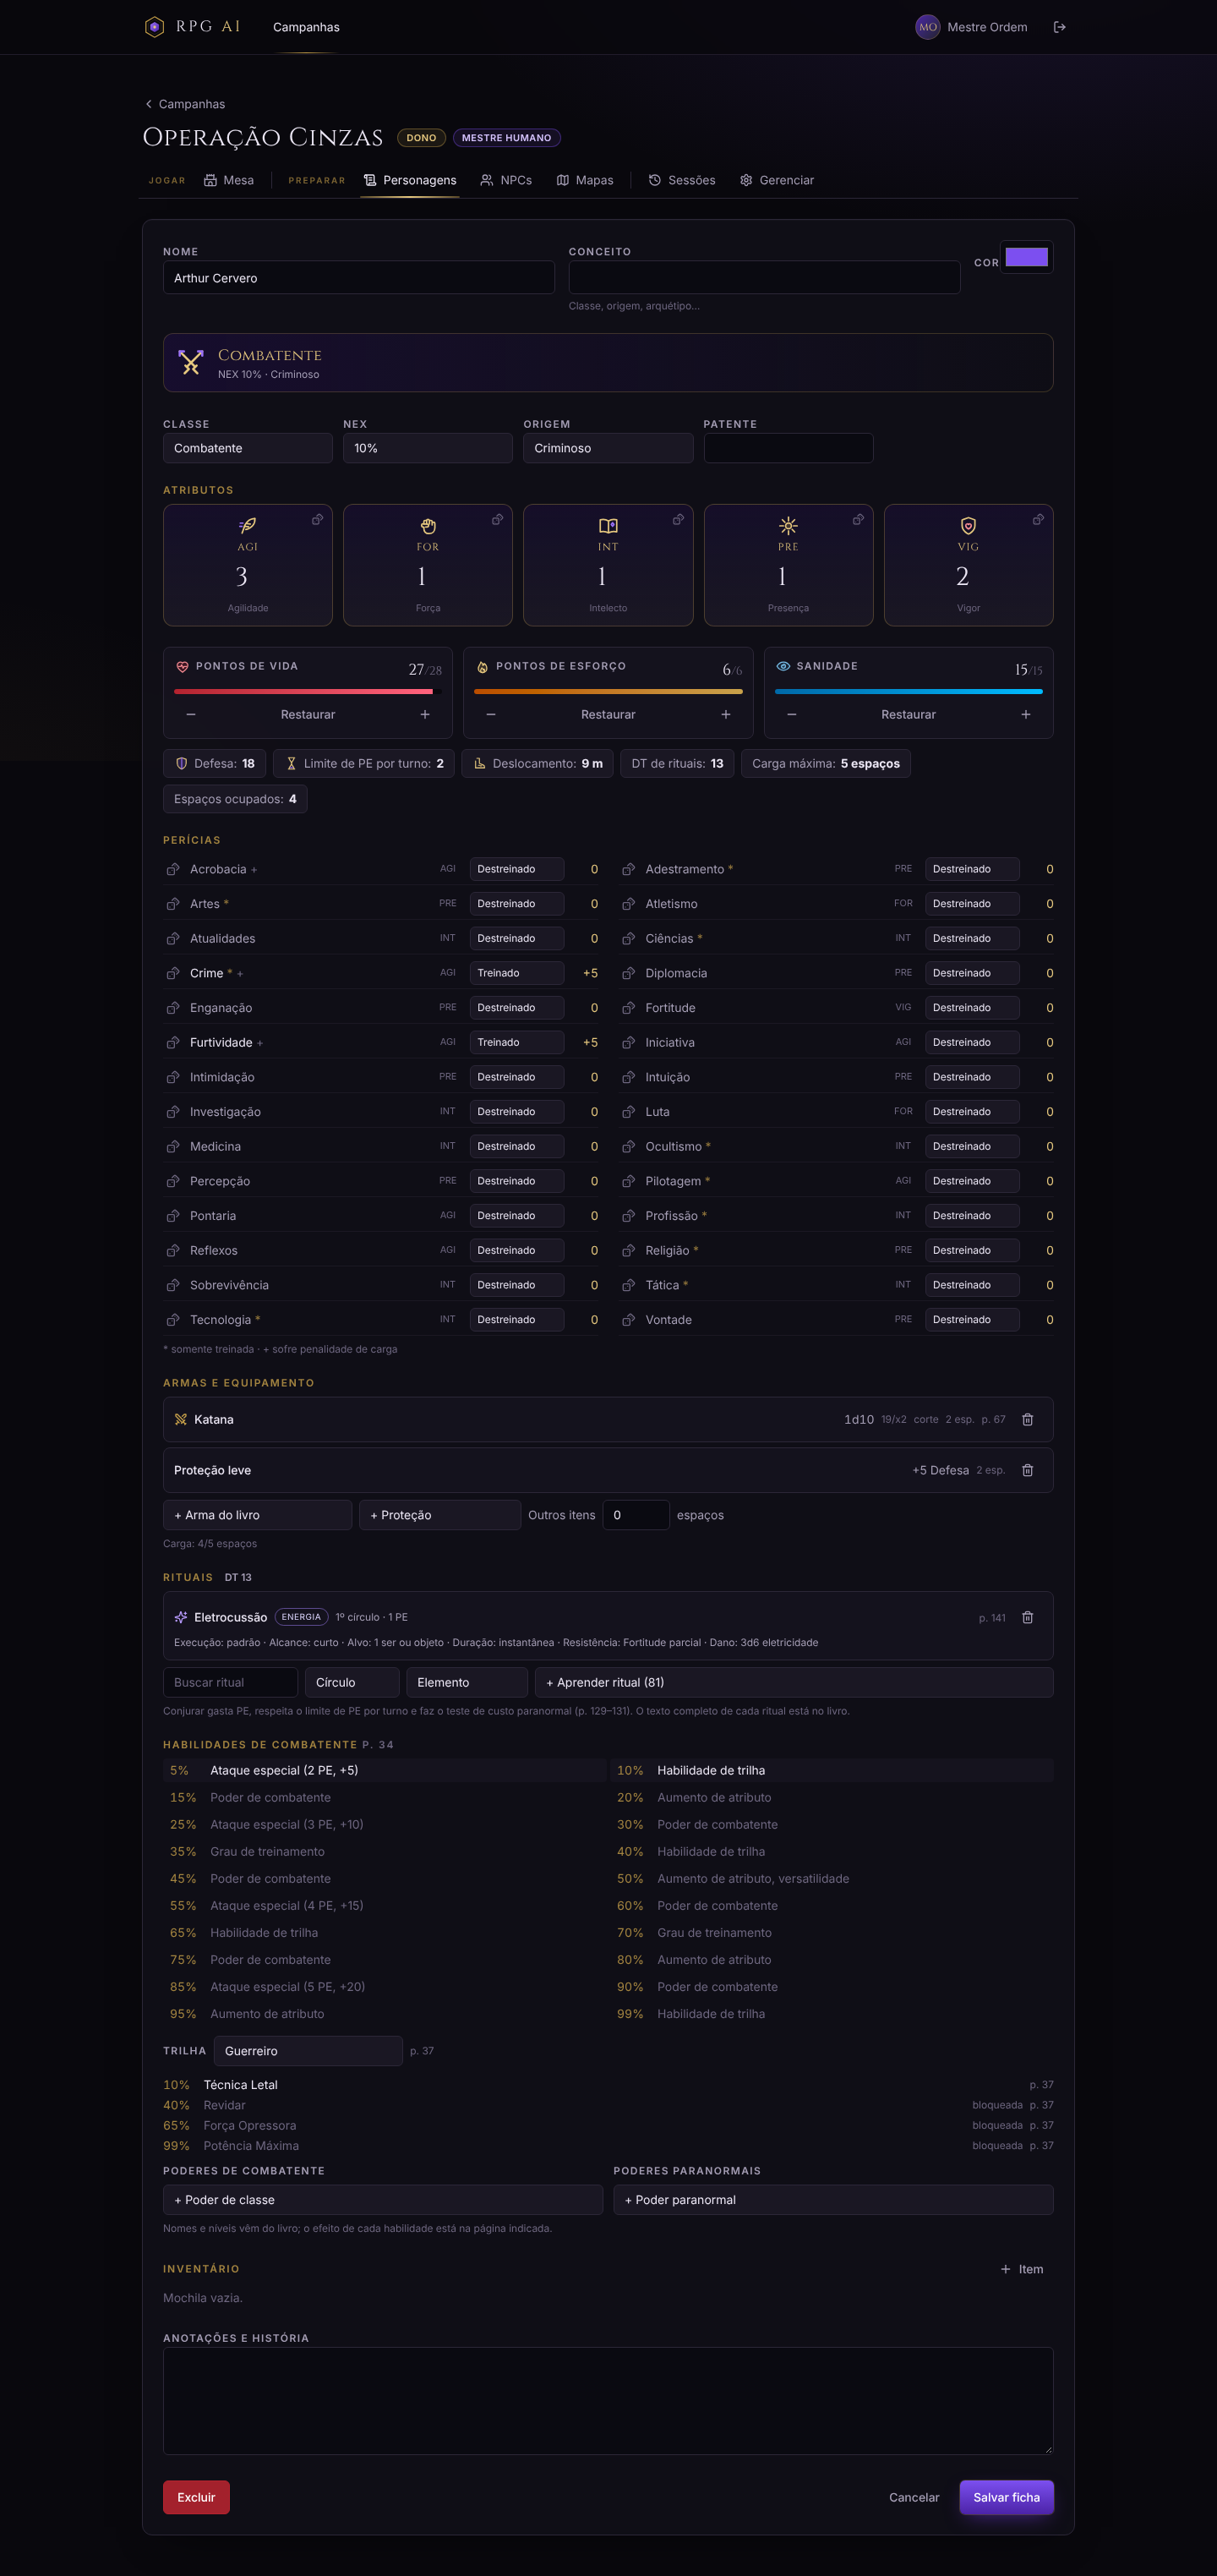 RPG AI
Campanhas
MO Mestre Ordem
Campanhas
Operação Cinzas DONO MESTRE HUMANO
JOGAR Mesa PREPARAR Personagens NPCs Mapas Sessões Gerenciar
NOME CONCEITO COR
Arthur Cervero
Classe, origem, arquétipo...
Combatente
NEX 10% · Criminoso
CLASSE NEX ORIGEM PATENTE
Combatente 10% Criminoso
ATRIBUTOS
AGI FOR INT PRE VIG
3 1 1 1 2
Agilidade Força Intelecto Presença Vigor
PONTOS DE VIDA 27/28 PONTOS DE ESFORÇO 6/6 SANIDADE 15/15
− Restaurar + − Restaurar + − Restaurar +
Defesa: 18 Limite de PE por turno: 2 Deslocamento: 9 m DT de rituais: 13 Carga máxima: 5 espaços
Espaços ocupados: 4
PERÍCIAS
Acrobacia + AGI Destreinado 0 Adestramento * PRE Destreinado 0
Artes * PRE Destreinado 0 Atletismo FOR Destreinado 0
Atualidades INT Destreinado 0 Ciências * INT Destreinado 0
Crime * + AGI Treinado +5 Diplomacia PRE Destreinado 0
Enganação PRE Destreinado 0 Fortitude VIG Destreinado 0
Furtividade + AGI Treinado +5 Iniciativa AGI Destreinado 0
Intimidação PRE Destreinado 0 Intuição PRE Destreinado 0
Investigação INT Destreinado 0 Luta FOR Destreinado 0
Medicina INT Destreinado 0 Ocultismo * INT Destreinado 0
Percepção PRE Destreinado 0 Pilotagem * AGI Destreinado 0
Pontaria AGI Destreinado 0 Profissão * INT Destreinado 0
Reflexos AGI Destreinado 0 Religião * PRE Destreinado 0
Sobrevivência INT Destreinado 0 Tática * INT Destreinado 0
Tecnologia * INT Destreinado 0 Vontade PRE Destreinado 0
* somente treinada · + sofre penalidade de carga
ARMAS E EQUIPAMENTO
Katana 1d10 19/x2 corte 2 esp. p. 67
Proteção leve +5 Defesa 2 esp.
+ Arma do livro + Proteção Outros itens 0 espaços
Carga: 4/5 espaços
RITUAIS DT 13
Eletrocussão ENERGIA 1º círculo · 1 PE p. 141
Execução: padrão · Alcance: curto · Alvo: 1 ser ou objeto · Duração: instantânea · Resistência: Fortitude parcial · Dano: 3d6 eletricidade
Buscar ritual Círculo Elemento + Aprender ritual (81)
Conjurar gasta PE, respeita o limite de PE por turno e faz o teste de custo paranormal (p. 129–131). O texto completo de cada ritual está no livro.
HABILIDADES DE COMBATENTE P. 34
5% Ataque especial (2 PE, +5) 10% Habilidade de trilha
15% Poder de combatente 20% Aumento de atributo
25% Ataque especial (3 PE, +10) 30% Poder de combatente
35% Grau de treinamento 40% Habilidade de trilha
45% Poder de combatente 50% Aumento de atributo, versatilidade
55% Ataque especial (4 PE, +15) 60% Poder de combatente
65% Habilidade de trilha 70% Grau de treinamento
75% Poder de combatente 80% Aumento de atributo
85% Ataque especial (5 PE, +20) 90% Poder de combatente
95% Aumento de atributo 99% Habilidade de trilha
TRILHA Guerreiro p. 37
10% Técnica Letal p. 37
40% Revidar bloqueada p. 37
65% Força Opressora bloqueada p. 37
99% Potência Máxima bloqueada p. 37
PODERES DE COMBATENTE PODERES PARANORMAIS
+ Poder de classe + Poder paranormal
Nomes e níveis vêm do livro; o efeito de cada habilidade está na página indicada.
INVENTÁRIO + Item
Mochila vazia.
ANOTAÇÕES E HISTÓRIA
Excluir Cancelar Salvar ficha